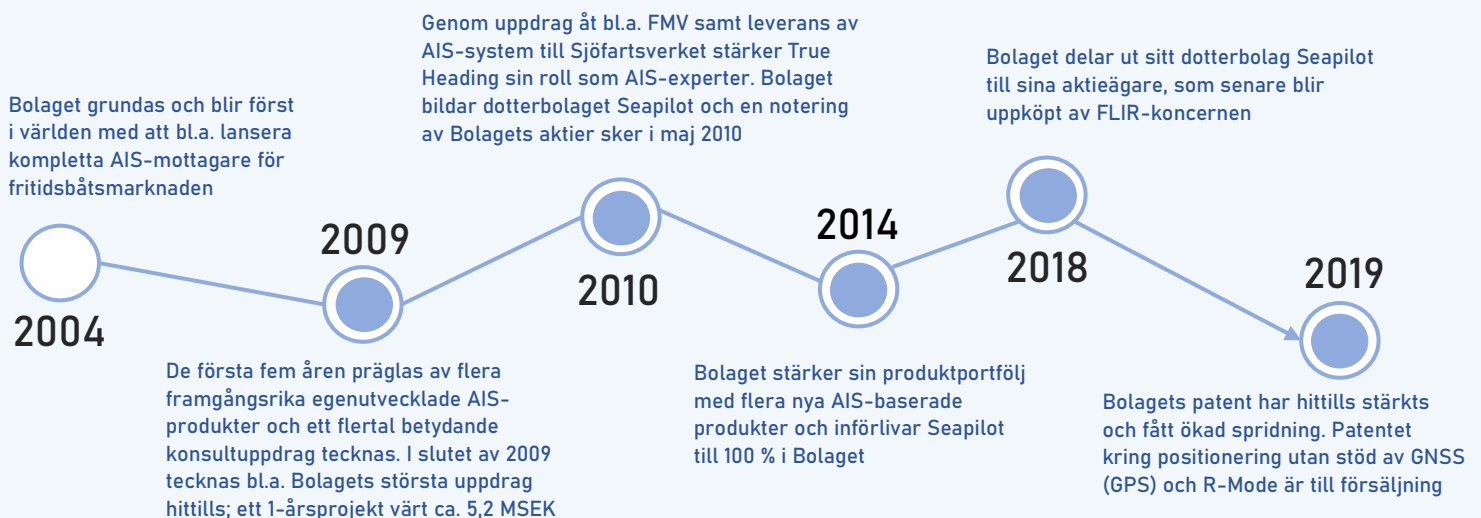 Bolaget grundas och blir först
i världen med att bl.a. lansera
kompletta AIS-mottagare för
fritidsbåtsmarknaden
2004
2009
De första fem åren präglas av flera
framgångsrika egenutvecklade AIS-
produkter och ett flertal betydande
konsultuppdrag tecknas. I slutet av 2009
tecknas bl.a. Bolagets största uppdrag
hittills; ett 1-årsprojekt värt ca. 5,2 MSEK
Genom uppdrag åt bl.a. FMV samt leverans av
AIS-system till Sjöfartsverket stärker True
Heading sin roll som AIS-experter. Bolaget
bildar dotterbolaget Seapilot och en notering
av Bolagets aktier sker i maj 2010
2010
2014
Bolaget stärker sin produktportfölj
med flera nya AIS-baserade
produkter och införlivar Seapilot
till 100 % i Bolaget
Bolaget delar ut sitt dotterbolag Seapilot
till sina aktieägare, som senare blir
uppköpt av FLIR-koncernen
2018
2019
Bolagets patent har hittills stärkts
och fått ökad spridning. Patentet
kring positionering utan stöd av GNSS
(GPS) och R-Mode är till försäljning